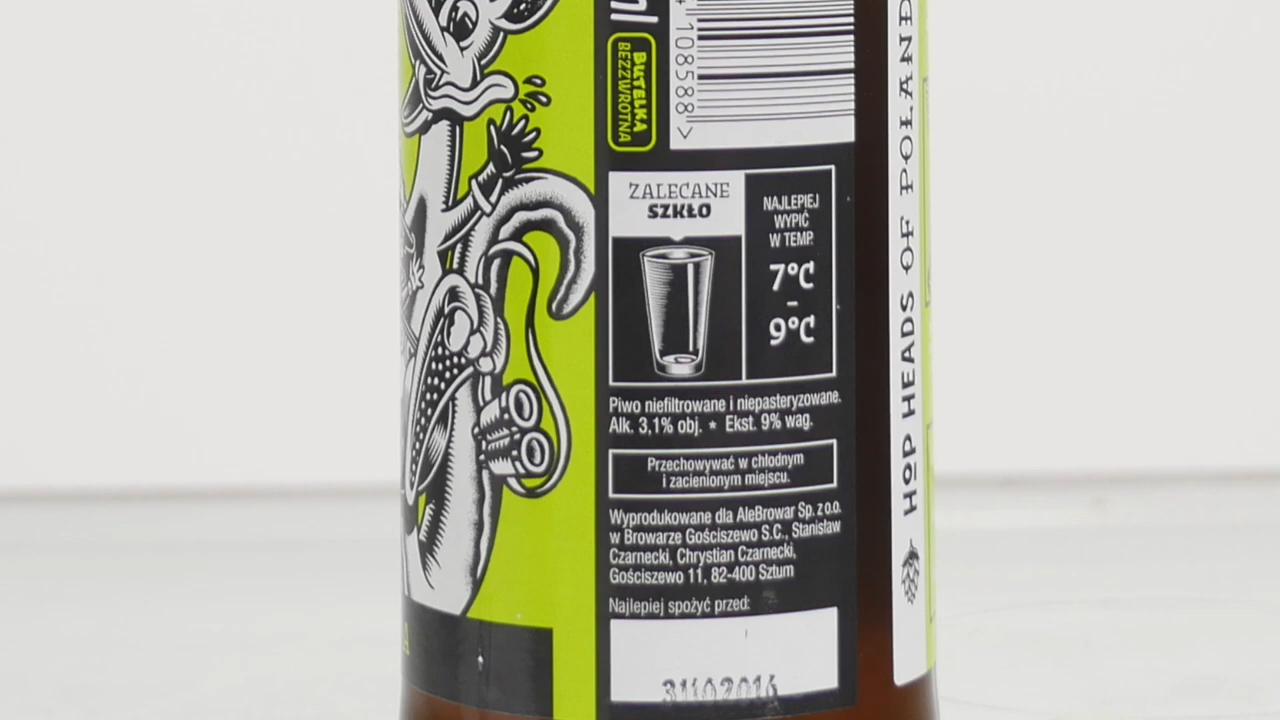 ml
BUTELKA
BEZZWROTNA
108588 >
ZALECANE
SZKŁO
NAJLEPIEJ
WYPIĆ
W TEMP.
7°C
–
9°C
Piwo niefiltrowane i niepasteryzowane.
Alk. 3,1% obj. * Ekst. 9% wag.
Przechowywać w chłodnym
i zacienionym miejscu.
Wyprodukowane dla AleBrowar Sp. z o.o.
w Browarze Gościszewo S.C., Stanisław
Czarnecki, Chrystian Czarnecki,
Gościszewo 11, 82-400 Sztum
Najlepiej spożyć przed:
31102016
HOP HEADS OF POLAND